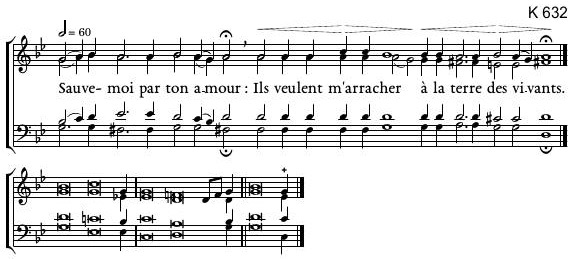 K 632
= 60
Sauve- moi par ton a.mour : Ils veulent m'arracher à la terre des vi.vants.